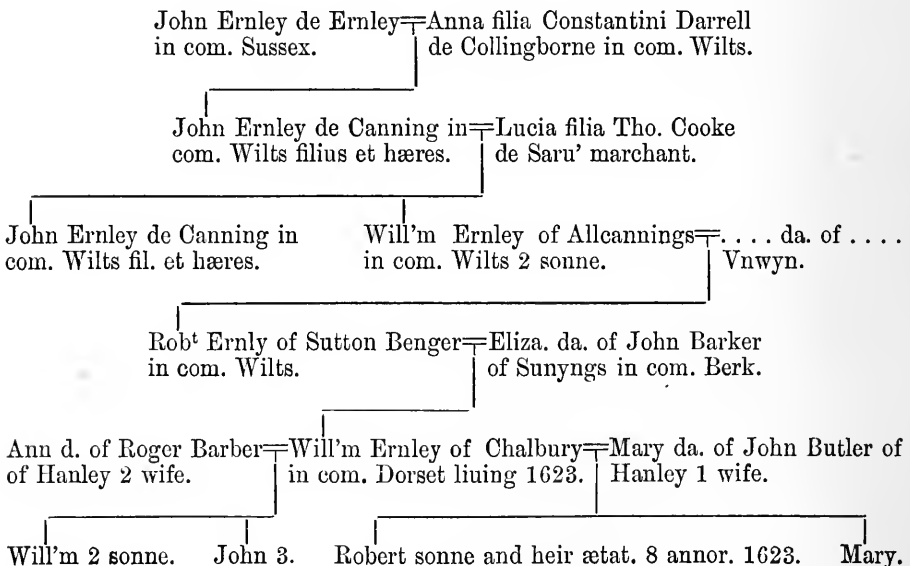 John Ernley de Ernley=Anna filia Constantini Darrell
in com. Sussex. de Collingborne in com. Wilts.
John Ernley de Canning in=Lucia filia Tho. Cooke
com. Wilts filius et hæres. de Saru' marchant.
John Ernley de Canning in Will'm Ernley of Allcannings=. . . . da. of . . . .
com. Wilts fil. et hæres. in com. Wilts 2 sonne. Vnwyn.
Robᵗ Ernly of Sutton Benger=Eliza. da. of John Barker
in com. Wilts. of Sunyngs in com. Berk.
Ann d. of Roger Barber=Will'm Ernley of Chalbury=Mary da. of John Butler of
of Hanley 2 wife. in com. Dorset liuing 1623. Hanley 1 wife.
Will'm 2 sonne. John 3. Robert sonne and heir ætat. 8 annor. 1623. Mary.